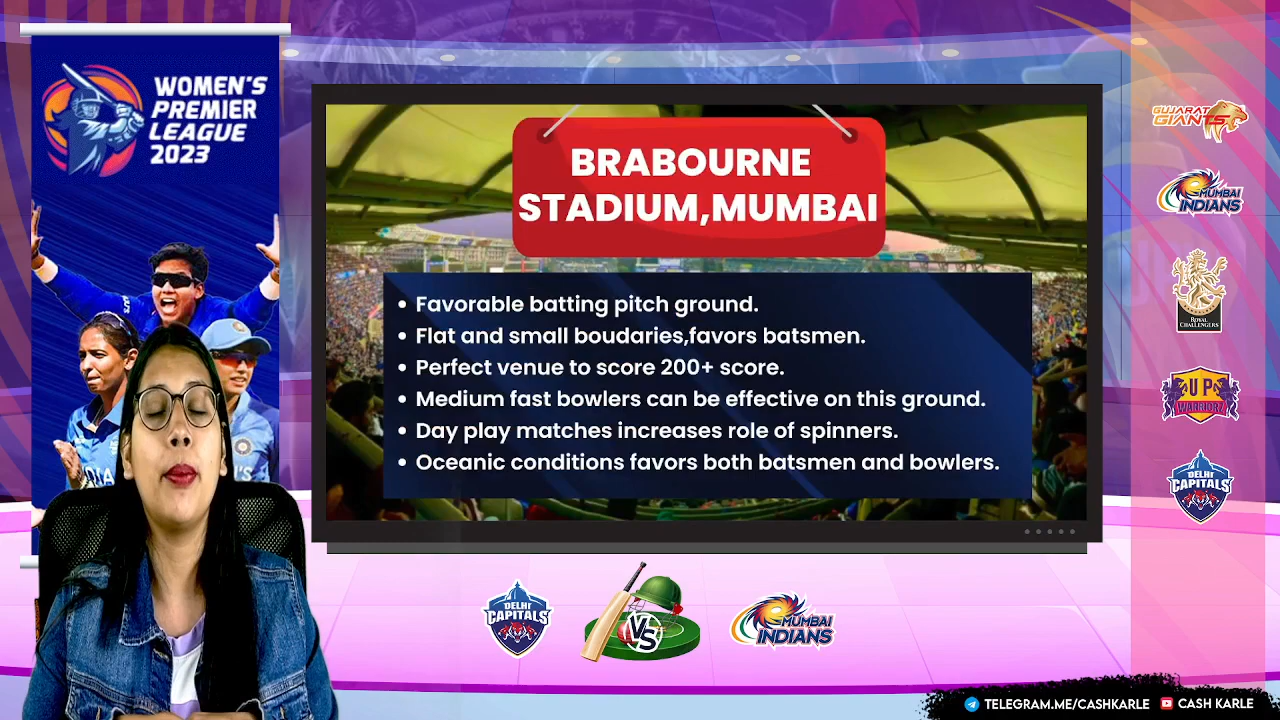 WOMEN'S
PREMIER
LEAGUE
2023
BRABOURNE
STADIUM,MUMBAI
• Favorable batting pitch ground.
• Flat and small boudaries,favors batsmen.
• Perfect venue to score 200+ score.
• Medium fast bowlers can be effective on this ground.
• Day play matches increases role of spinners.
• Oceanic conditions favors both batsmen and bowlers.
GUJARAT
GIANTS
MUMBAI
INDIANS
ROYAL
CHALLENGERS
UP
WARRIORZ
DELHI
CAPITALS
DELHI
CAPITALS
VS
MUMBAI
INDIANS
TELEGRAM.ME/CASHKARLE CASH KARLE